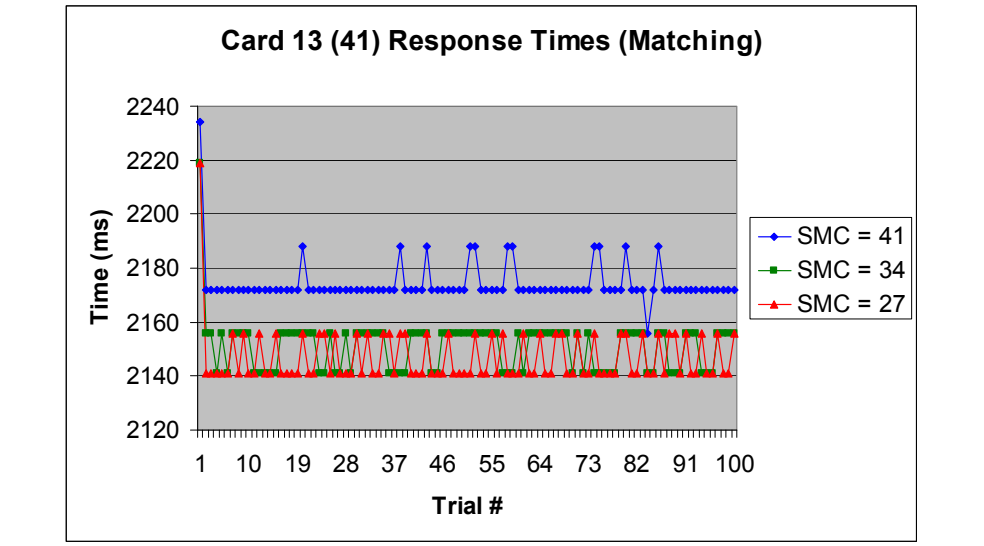 Card 13 (41) Response Times (Matching)
2240
2220
2200
2180
2160
2140
2120
Time (ms)
1 10 19 28 37 46 55 64 73 82 91 100
Trial #
SMC = 41
SMC = 34
SMC = 27